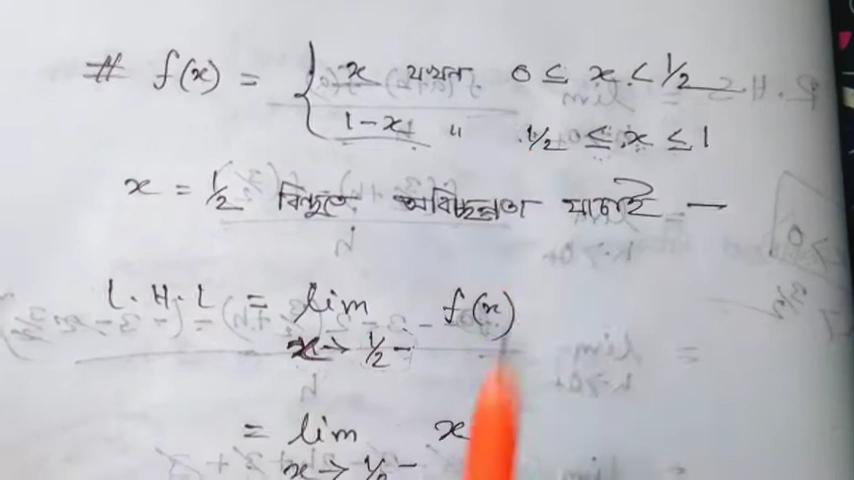 # f(x) = { x যখন 0 ≤ x < 1/2
1 - x " 1/2 ≤ x ≤ 1
x = 1/2 বিন্দুতে অবিচ্ছিন্নতা যাচাই —
L.H.L = lim f(x)
x → 1/2 -
= lim x
x → 1/2 -